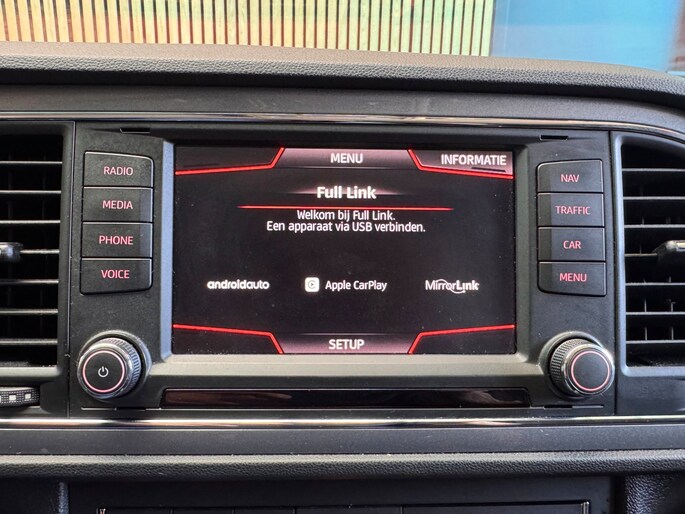 MENU
INFORMATIE
RADIO
MEDIA
PHONE
VOICE
Full Link
Welkom bij Full Link.
Een apparaat via USB verbinden.
androidauto
Apple CarPlay
MirrorLink
SETUP
NAV
TRAFFIC
CAR
MENU